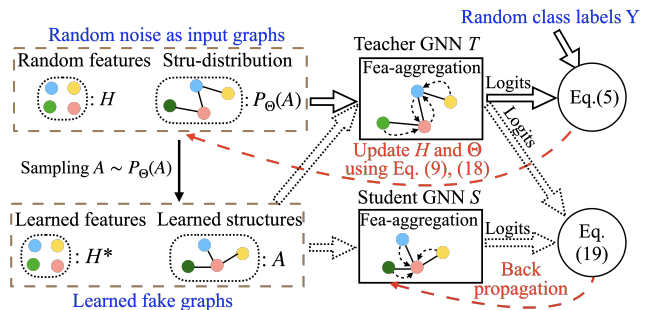 Random noise as input graphs
Random class labels Y
Random features
Stru-distribution
: H
: P_Θ(A)
Teacher GNN T
Fea-aggregation
Logits
Eq.(5)
Logits
Update H and Θ
using Eq. (9), (18)
Sampling A ∼ P_Θ(A)
Student GNN S
Learned features
Learned structures
: H*
: A
Fea-aggregation
Logits
Eq.
(19)
Back
propagation
Learned fake graphs